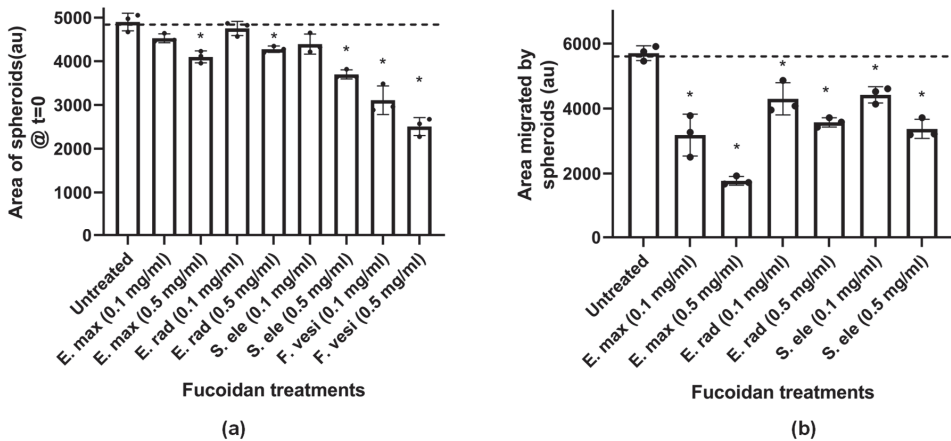 a
Area of spheroids(au)
@ t=0
5000
4000
3000
2000
1000
0
* * * * *
Untreated
E. max (0.1 mg/ml)
E. max (0.5 mg/ml)
E. rad (0.1 mg/ml)
E. rad (0.5 mg/ml)
S. ele (0.1 mg/ml)
S. ele (0.5 mg/ml)
F. vesi (0.1 mg/ml)
F. vesi (0.5 mg/ml)
Fucoidan treatments
(a)
b
Area migrated by
spheroids (au)
6000
4000
2000
0
* * * * * *
Untreated
E. max (0.1 mg/ml)
E. max (0.5 mg/ml)
E. rad (0.1 mg/ml)
E. rad (0.5 mg/ml)
S. ele (0.1 mg/ml)
S. ele (0.5 mg/ml)
Fucoidan treatments
(b)